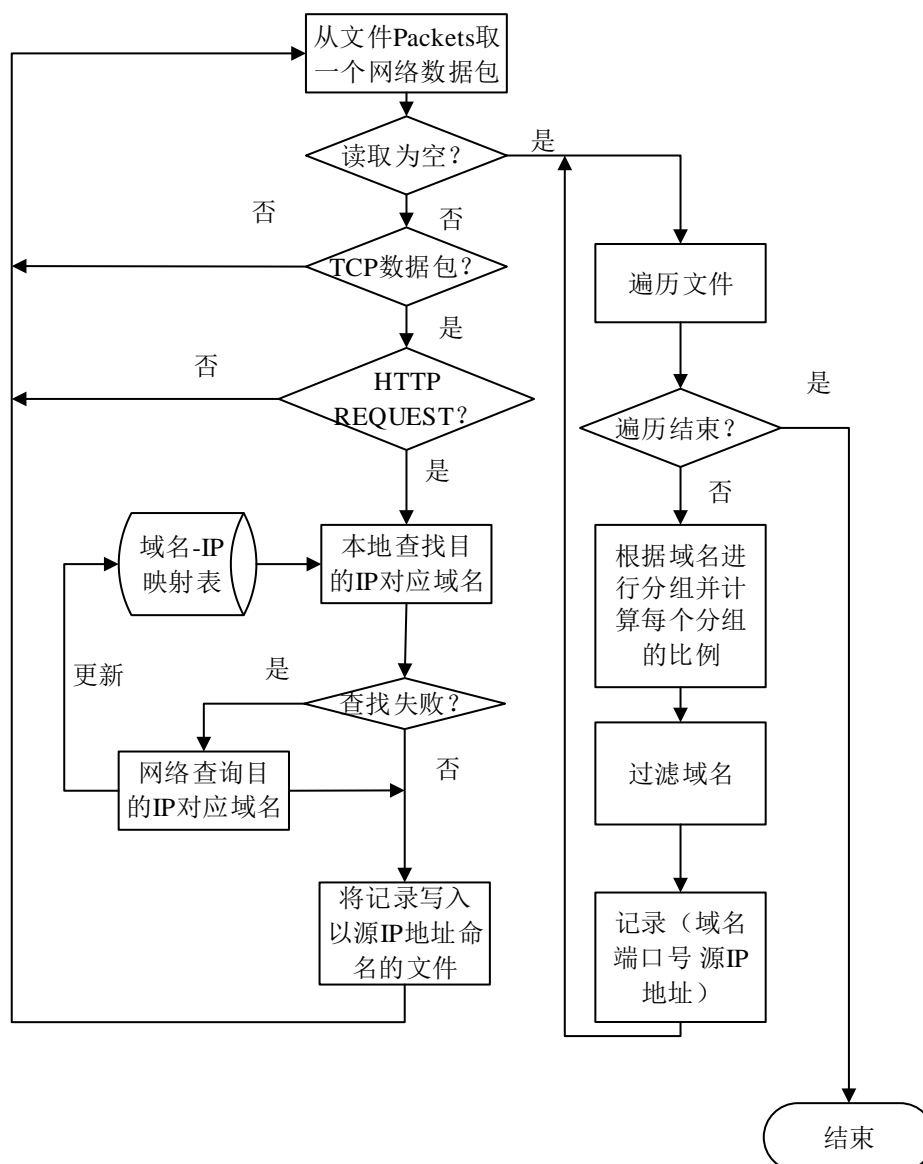 从文件Packets取
一个网络数据包
读取为空？
是
否
否
TCP数据包？
是
否
HTTP
REQUEST？
是
域名-IP
映射表
本地查找目
的IP对应域名
更新
是
查找失败？
否
网络查询目
的IP对应域名
将记录写入
以源IP地址命
名的文件
遍历文件
是
遍历结束？
否
根据域名进
行分组并计
算每个分组
的比例
过滤域名
记录（域名
端口号 源IP
地址）
结束